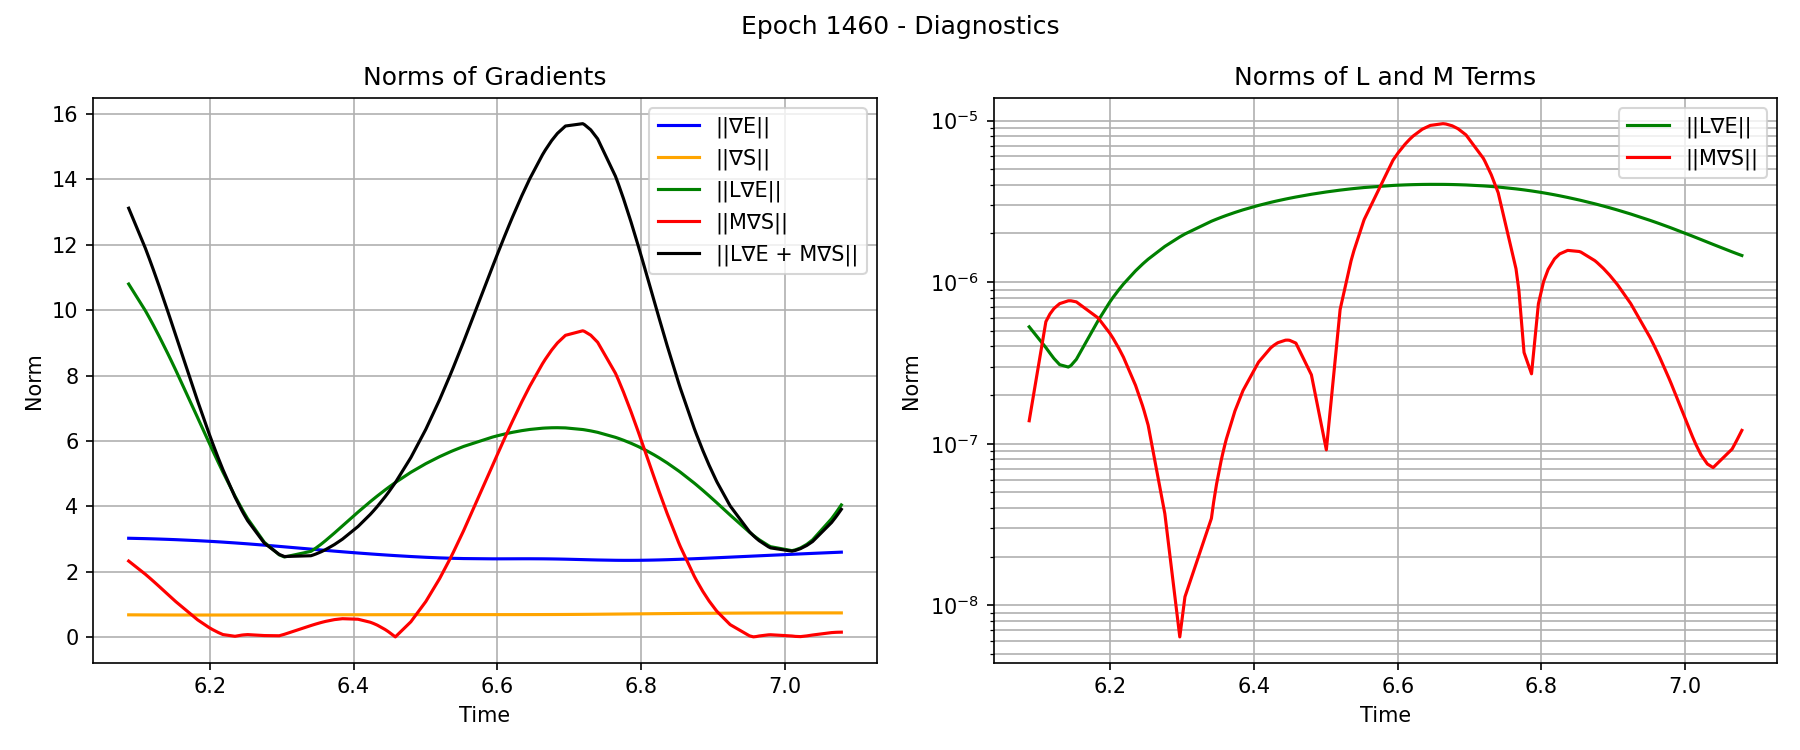 Epoch 1460 - Diagnostics
Norms of Gradients
16
14
12
10
8
6
4
2
0
Norm
6.2
6.4
6.6
6.8
7.0
Time
||∇E||
||∇S||
||L∇E||
||M∇S||
||L∇E + M∇S||
Norms of L and M Terms
10⁻⁵
10⁻⁶
10⁻⁷
10⁻⁸
Norm
6.2
6.4
6.6
6.8
7.0
Time
||L∇E||
||M∇S||